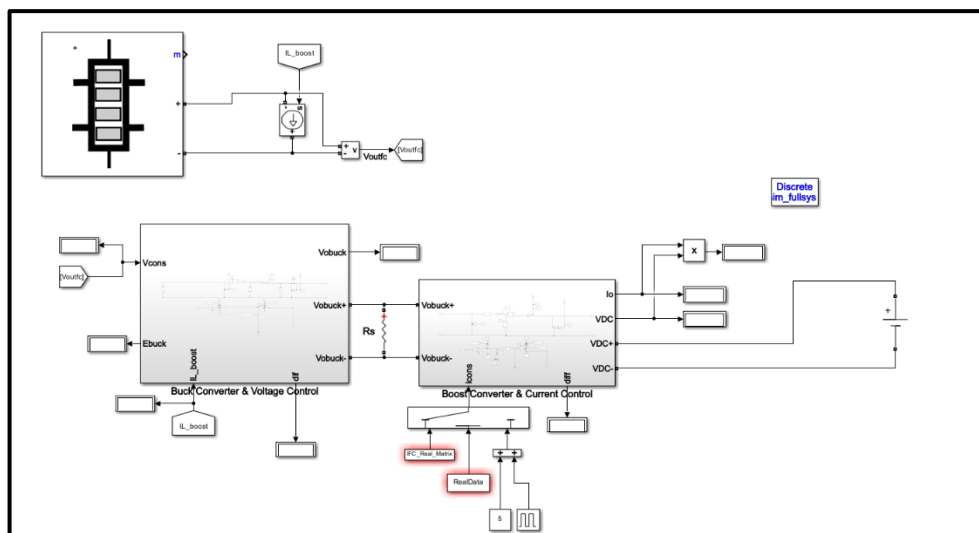 IL_boost
m
+
s
-
+
-
+
+
-
v
[Voutfc]
Voutfc
Discrete
im_fullsys
Vcons
Vobuck
[Voutfc]
x
Io
Vobuck+
Vobuck+
VDC
+
Rs
+
Ebuck
VDC+
Vobuck-
Vobuck-
VDC-
IL_boost
dif
Icons
diff
Buck Converter & Voltage Control
Boost Converter & Current Control
IL_boost
IFC_Real_Matrix
RealData
+ +
5